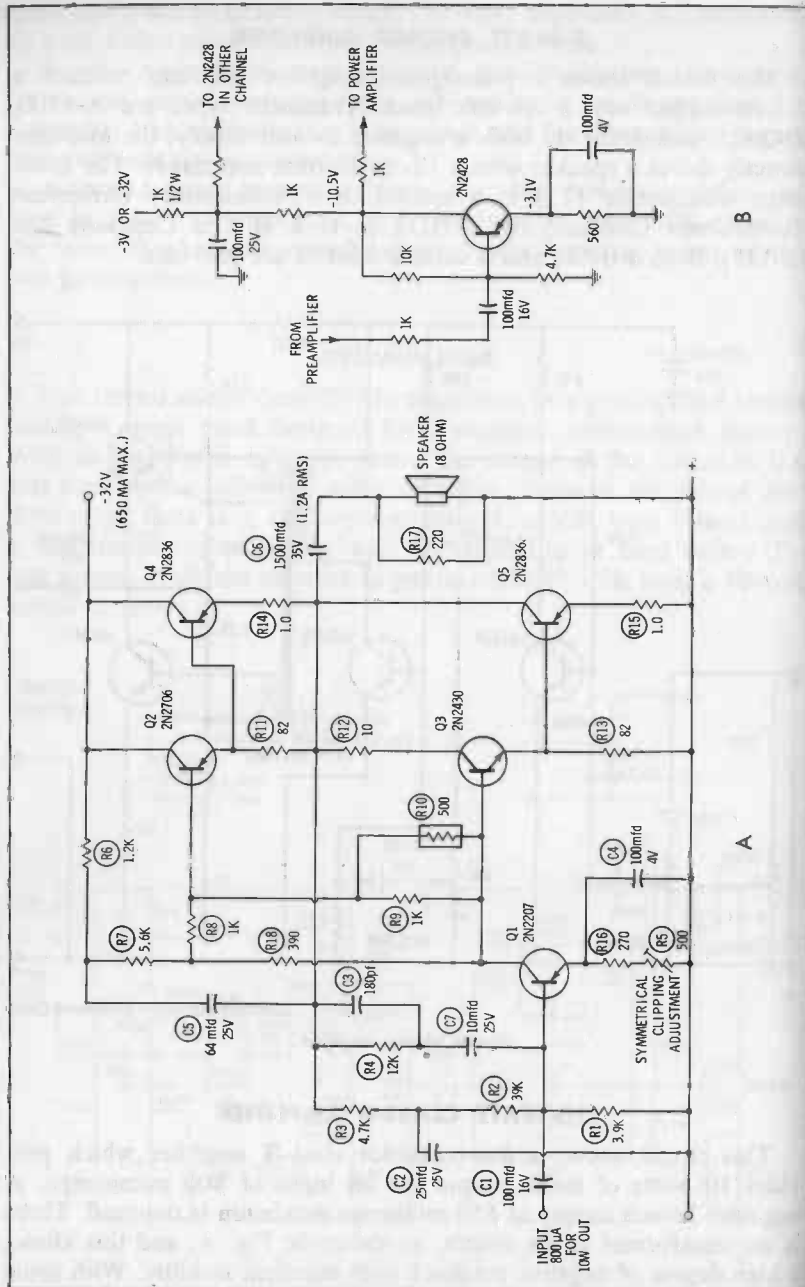 -32V
(650 MA MAX.)
R6
1.2K
R7
5.6K
R8
1K
R18
390
C5
64 mfd
25V
Q2
2N2706
Q4
2N2836
R11
82
R14
1.0
C6
1500mfd
35V
(1.2A RMS)
R12
10
R17
220
SPEAKER
(8 OHM)
R10
500
R9
1K
Q3
2N2430
Q5
2N2836
C3
180pf
R4
12K
C7
10mfd
25V
R3
4.7K
C2
25mfd
25V
R2
39K
Q1
2N2207
R13
82
R15
1.0
C1
100mfd
16V
R1
3.9K
R16
270
R5
500
C4
100mfd
4V
SYMMETRICAL
CLIPPING
ADJUSTMENT
INPUT
800 μA
FOR
10W OUT
+
A
-3V OR -32V
1K
1/2 W
TO 2N2428
IN OTHER
CHANNEL
100mfd
25V
1K
-10.5V
TO POWER
AMPLIFIER
1K
FROM
PREAMPLIFIER
1K
10K
100mfd
16V
2N2428
4.7K
560
100mfd
4V
B